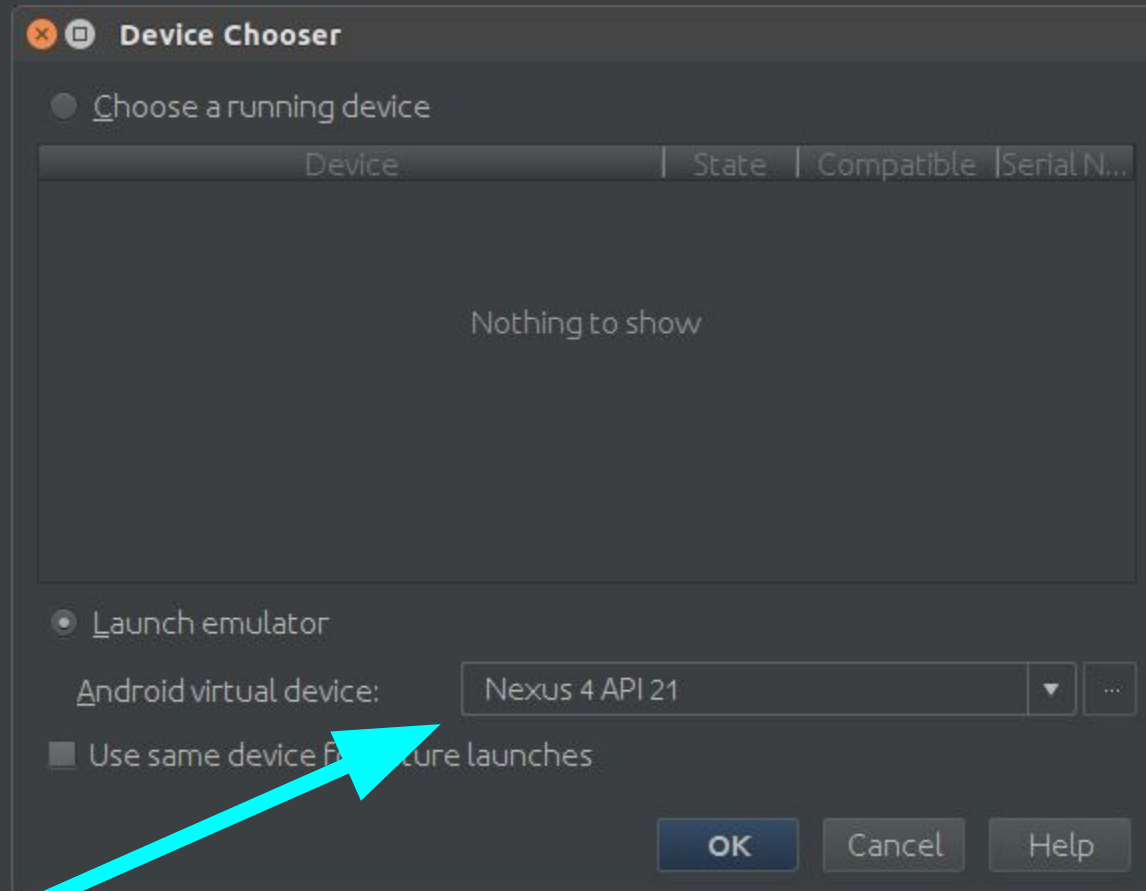 Device Chooser
Choose a running device
Device State Compatible Serial N...
Nothing to show
Launch emulator
Android virtual device: Nexus 4 API 21 ...
Use same device ture launches
OK Cancel Help